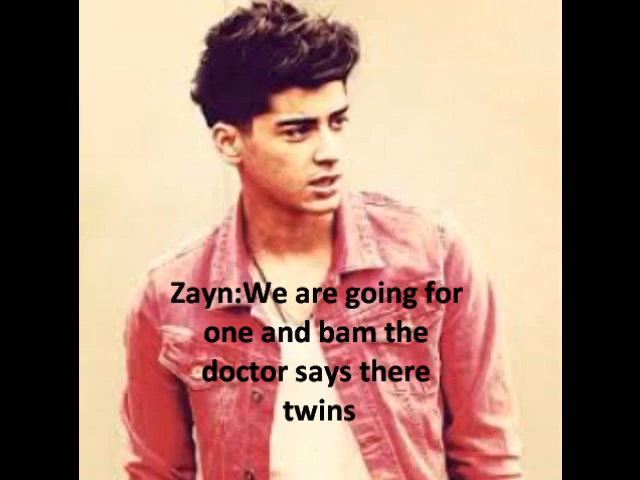 Zayn:We are going for
one and bam the
doctor says there
twins